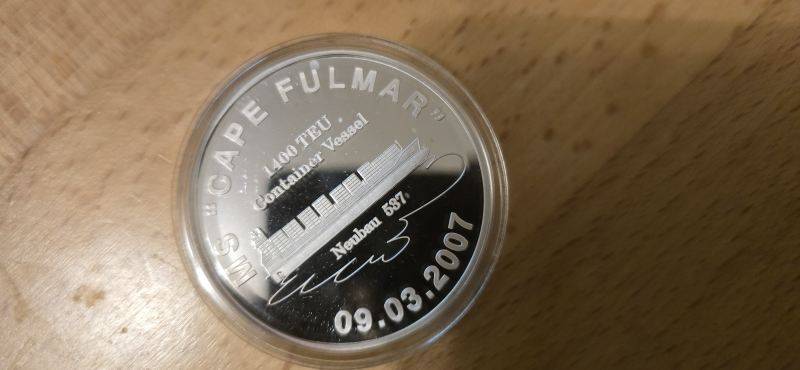 MS "CAPE FULMAR"
1400 TEU
Container Vessel
Neubau 537
09.03.2007